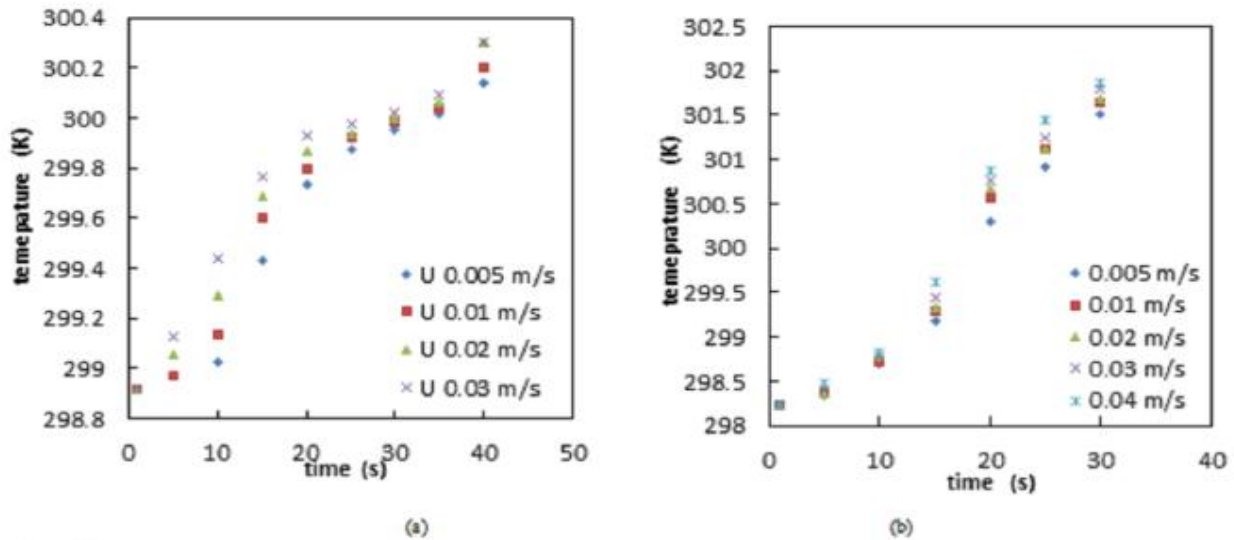 300.4
300.2
300
299.8
299.6
299.4
299.2
299
298.8
temepature (K)
0
10
20
30
40
50
time (s)
U 0.005 m/s
U 0.01 m/s
U 0.02 m/s
U 0.03 m/s
(a)
302.5
302
301.5
301
300.5
300
299.5
299
298.5
298
temeprature (K)
0
10
20
30
40
time (s)
0.005 m/s
0.01 m/s
0.02 m/s
0.03 m/s
0.04 m/s
(b)